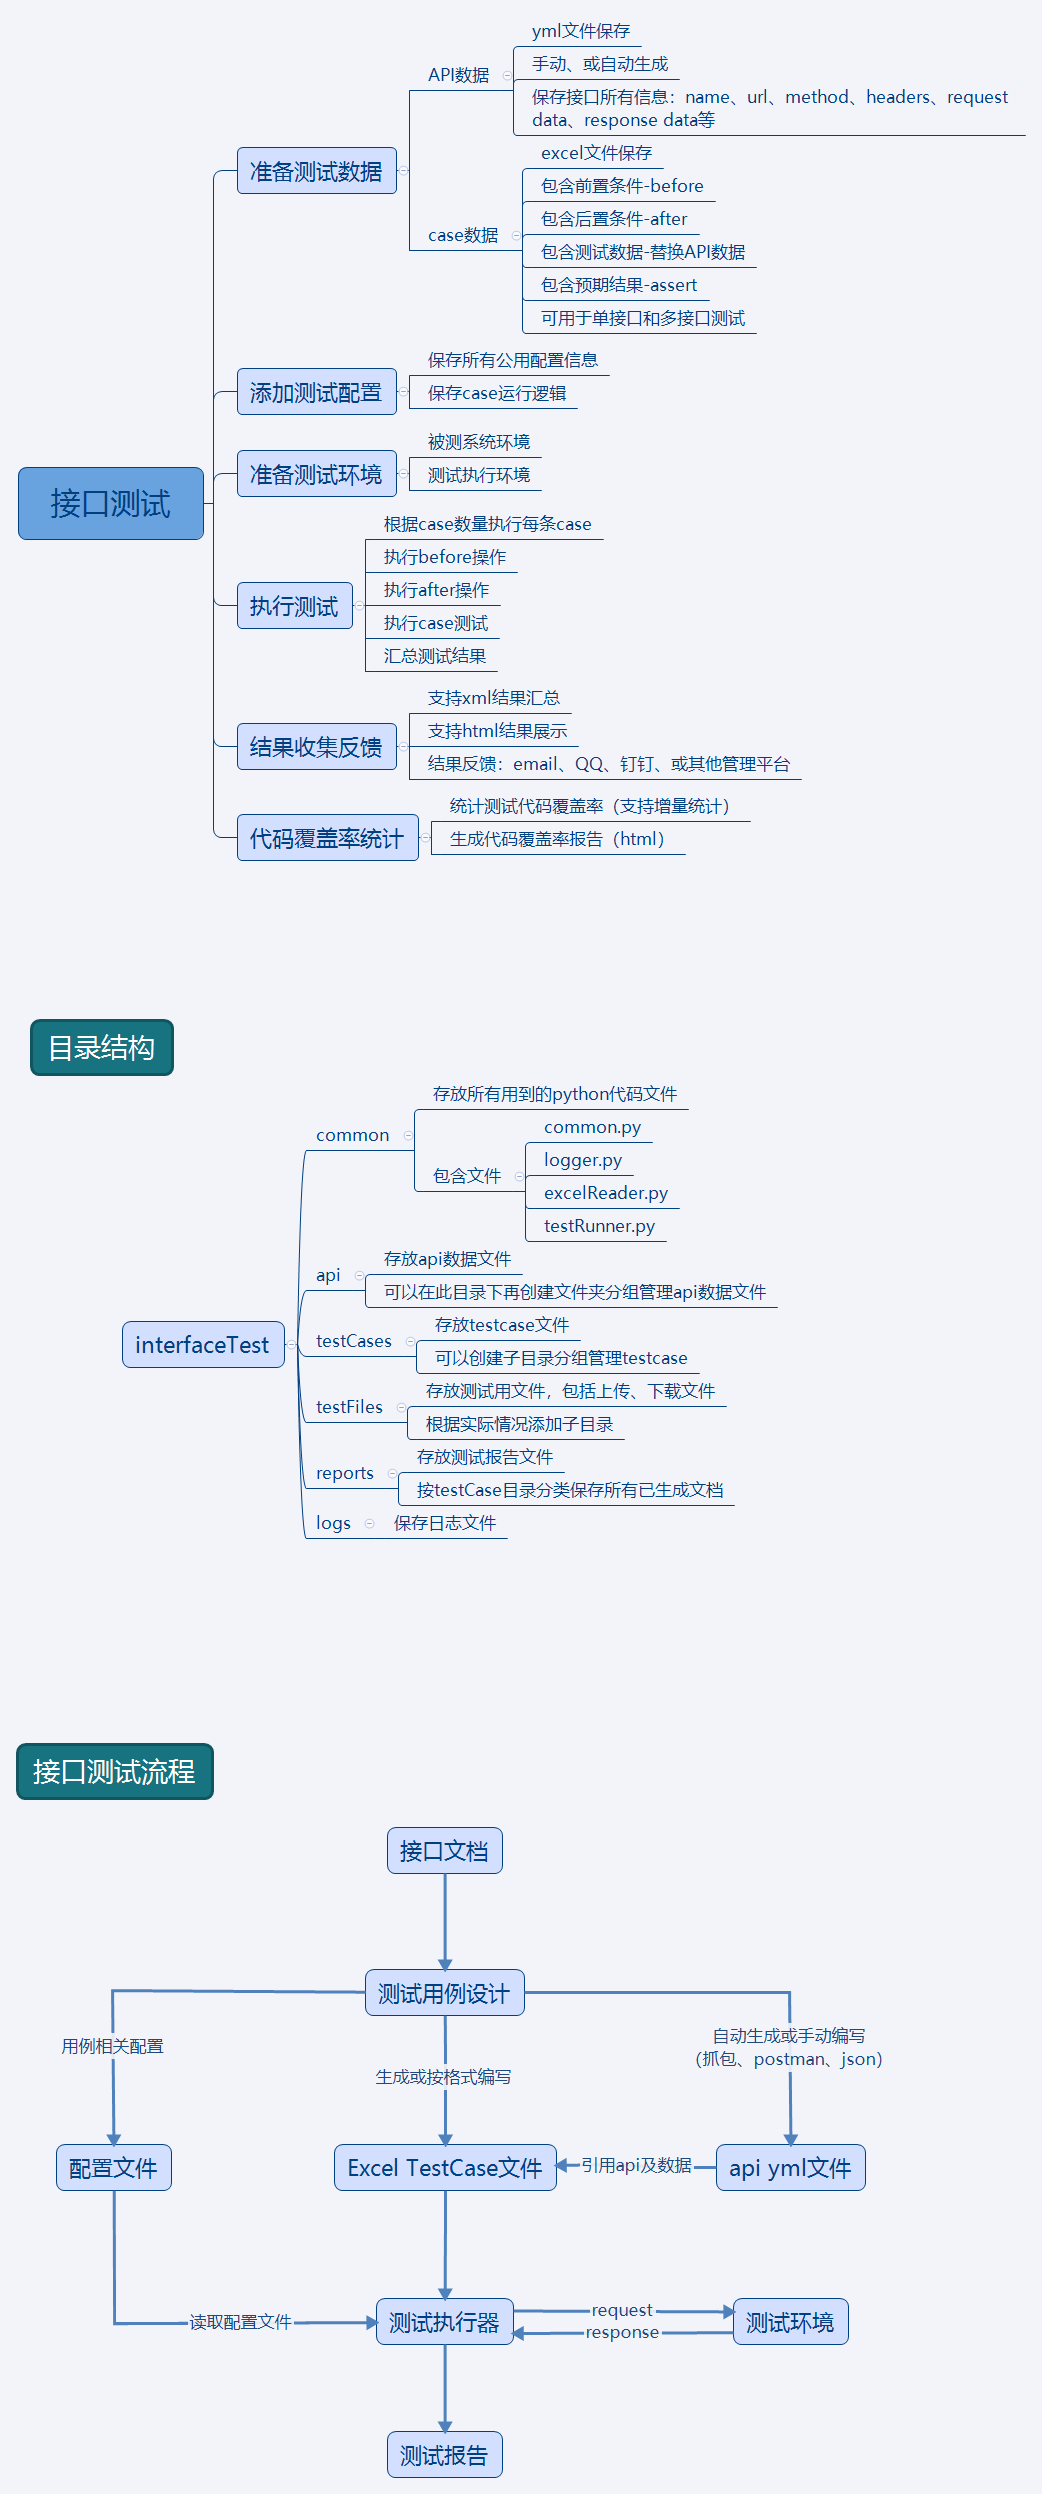 接口测试
准备测试数据
API数据
yml文件保存
手动、或自动生成
保存接口所有信息：name、url、method、headers、request
data、response data等
case数据
excel文件保存
包含前置条件-before
包含后置条件-after
包含测试数据-替换API数据
包含预期结果-assert
可用于单接口和多接口测试
添加测试配置
保存所有公用配置信息
保存case运行逻辑
准备测试环境
被测系统环境
测试执行环境
执行测试
根据case数量执行每条case
执行before操作
执行after操作
执行case测试
汇总测试结果
结果收集反馈
支持xml结果汇总
支持html结果展示
结果反馈：email、QQ、钉钉、或其他管理平台
代码覆盖率统计
统计测试代码覆盖率（支持增量统计）
生成代码覆盖率报告（html）
目录结构
interfaceTest
common
存放所有用到的python代码文件
包含文件
common.py
logger.py
excelReader.py
testRunner.py
api
存放api数据文件
可以在此目录下再创建文件夹分组管理api数据文件
testCases
存放testcase文件
可以创建子目录分组管理testcase
testFiles
存放测试用文件，包括上传、下载文件
根据实际情况添加子目录
reports
存放测试报告文件
按testCase目录分类保存所有已生成文档
logs
保存日志文件
接口测试流程
接口文档
测试用例设计
用例相关配置
生成或按格式编写
自动生成或手动编写
（抓包、postman、json）
配置文件
Excel TestCase文件
引用api及数据
api yml文件
读取配置文件
测试执行器
request
response
测试环境
测试报告